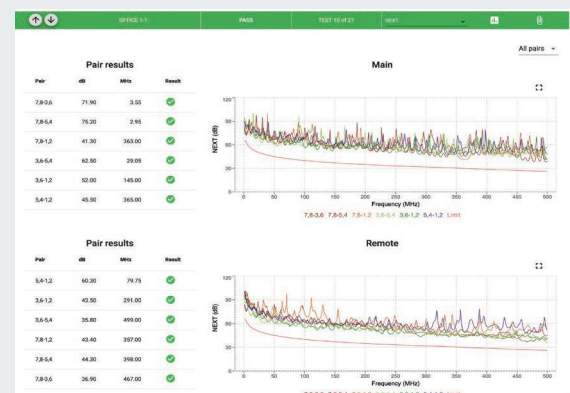 OFFICE 1-1 PASS TEST 10 of 21 NEXT
All pairs
Pair results
Pair dB MHz Result
7,8-3,6 71.90 3.55
7,8-5,4 75.20 2.95
7,8-1,2 41.30 363.00
3,6-5,4 62.50 29.05
3,6-1,2 52.00 145.00
5,4-1,2 45.50 365.00
Main
NEXT (dB)
120
90
60
30
0
0 50 100 150 200 250 300 350 400 450 500
Frequency (MHz)
7,8-3,6 7,8-5,4 7,8-1,2 3,6-5,4 3,6-1,2 5,4-1,2 Limit
Pair results
Pair dB MHz Result
5,4-1,2 60.30 79.75
3,6-1,2 43.50 291.00
3,6-5,4 35.80 499.00
7,8-1,2 43.40 357.00
7,8-5,4 44.30 398.00
7,8-3,6 36.90 467.00
Remote
NEXT (dB)
120
90
60
30
0
0 50 100 150 200 250 300 350 400 450 500
Frequency (MHz)